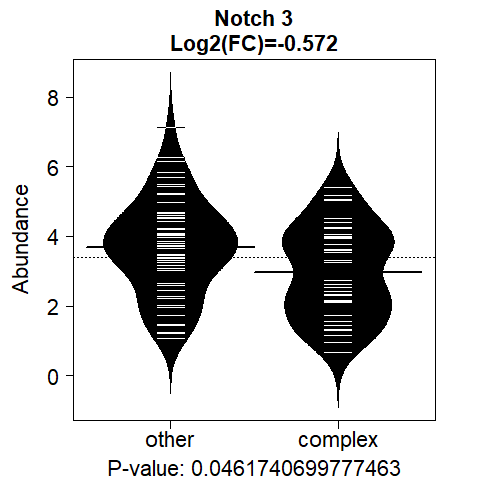 Notch 3
Log2(FC)=-0.572
Abundance
8
6
4
2
0
other complex
P-value: 0.0461740699777463